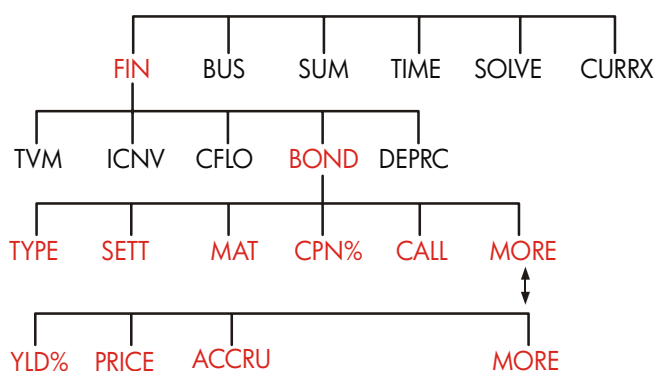 FIN BUS SUM TIME SOLVE CURRX
TVM ICNV CFLO BOND DEPRC
TYPE SETT MAT CPN% CALL MORE
YLD% PRICE ACCRU MORE